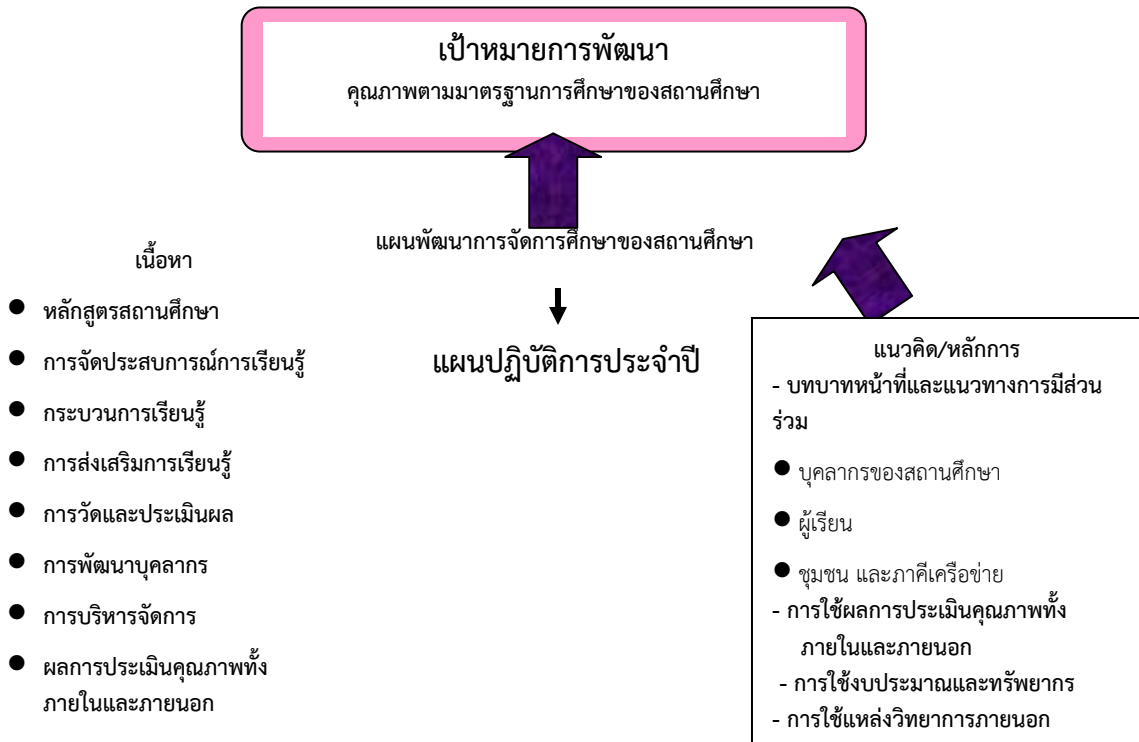 เป้าหมายการพัฒนา
คุณภาพตามมาตรฐานการศึกษาของสถานศึกษา
แผนพัฒนาการจัดการศึกษาของสถานศึกษา
แผนปฏิบัติการประจำปี
เนื้อหา
● หลักสูตรสถานศึกษา
● การจัดประสบการณ์การเรียนรู้
● กระบวนการเรียนรู้
● การส่งเสริมการเรียนรู้
● การวัดและประเมินผล
● การพัฒนาบุคลากร
● การบริหารจัดการ
● ผลการประเมินคุณภาพทั้ง
ภายในและภายนอก
แนวคิด/หลักการ
- บทบาทหน้าที่และแนวทางการมีส่วน
ร่วม
● บุคลากรของสถานศึกษา
● ผู้เรียน
● ชุมชน และภาคีเครือข่าย
- การใช้ผลการประเมินคุณภาพทั้ง
ภายในและภายนอก
- การใช้งบประมาณและทรัพยากร
- การใช้แหล่งวิทยาการภายนอก